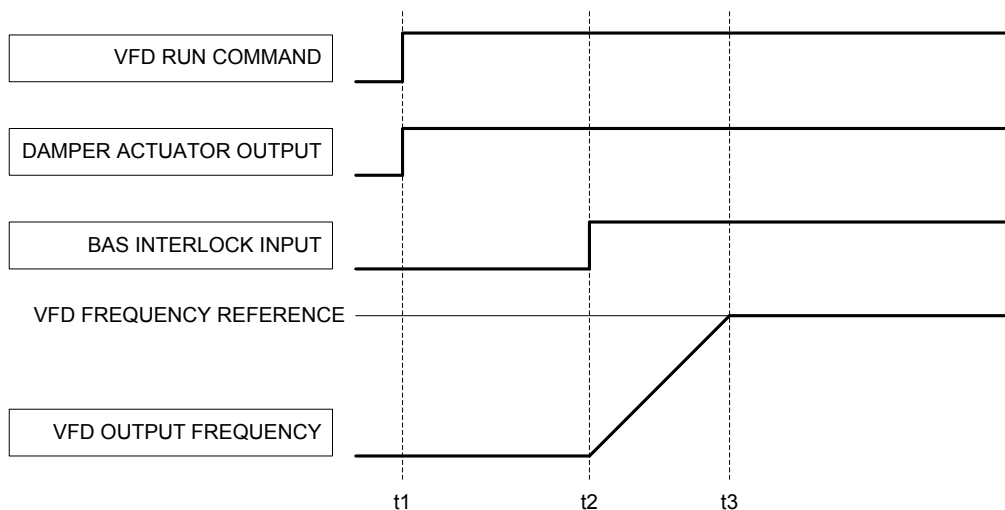 VFD RUN COMMAND
DAMPER ACTUATOR OUTPUT
BAS INTERLOCK INPUT
VFD FREQUENCY REFERENCE
VFD OUTPUT FREQUENCY
t1 t2 t3